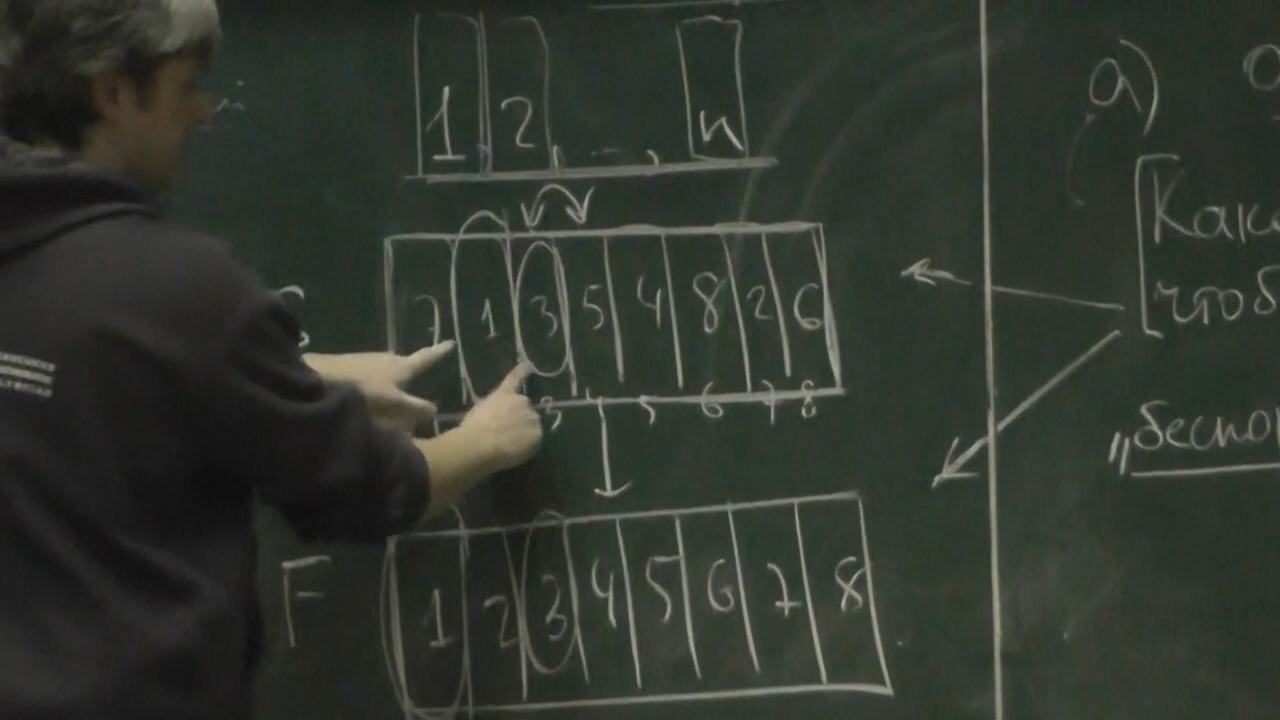 1 2 , - - , n
7 1 3 5 4 8 2 6
3 4 5 6 7 8
F 1 2 3 4 5 6 7 8
а)
Как
чтоб
„беспо